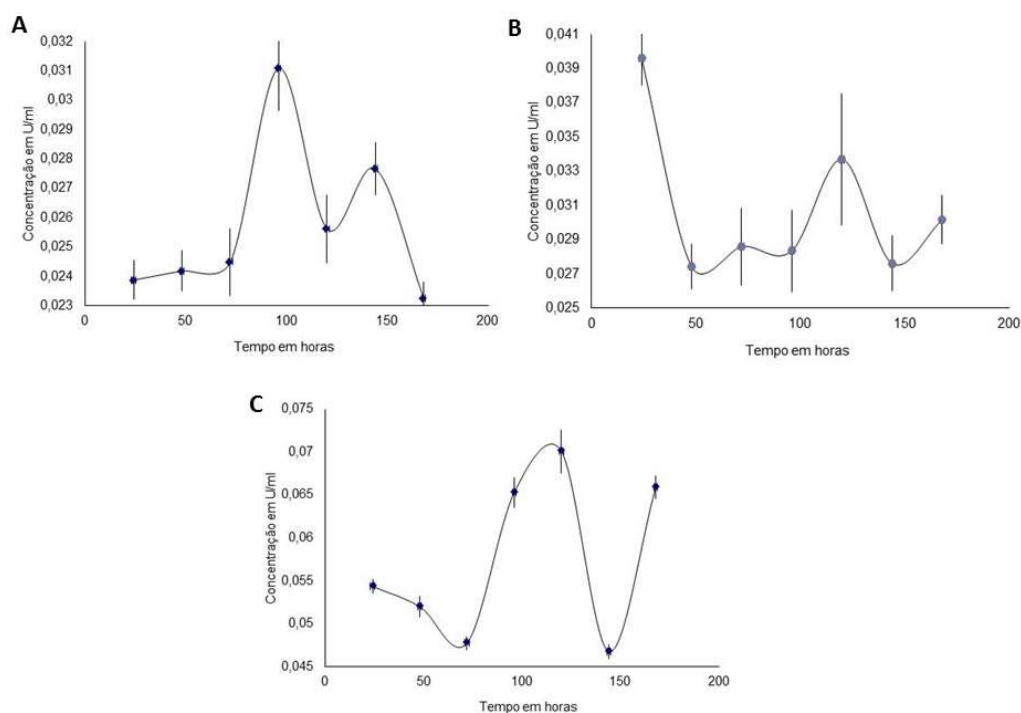 A
0,032
0,031
0,03
0,029
0,028
0,027
0,026
0,025
0,024
0,023
Concentração em U/ml
0 50 100 150 200
Tempo em horas
B
0,041
0,039
0,037
0,035
0,033
0,031
0,029
0,027
0,025
Concentração em U/ml
0 50 100 150 200
Tempo em horas
C
0,075
0,07
0,065
0,06
0,055
0,05
0,045
Concentração em U/ml
0 50 100 150 200
Tempo em horas